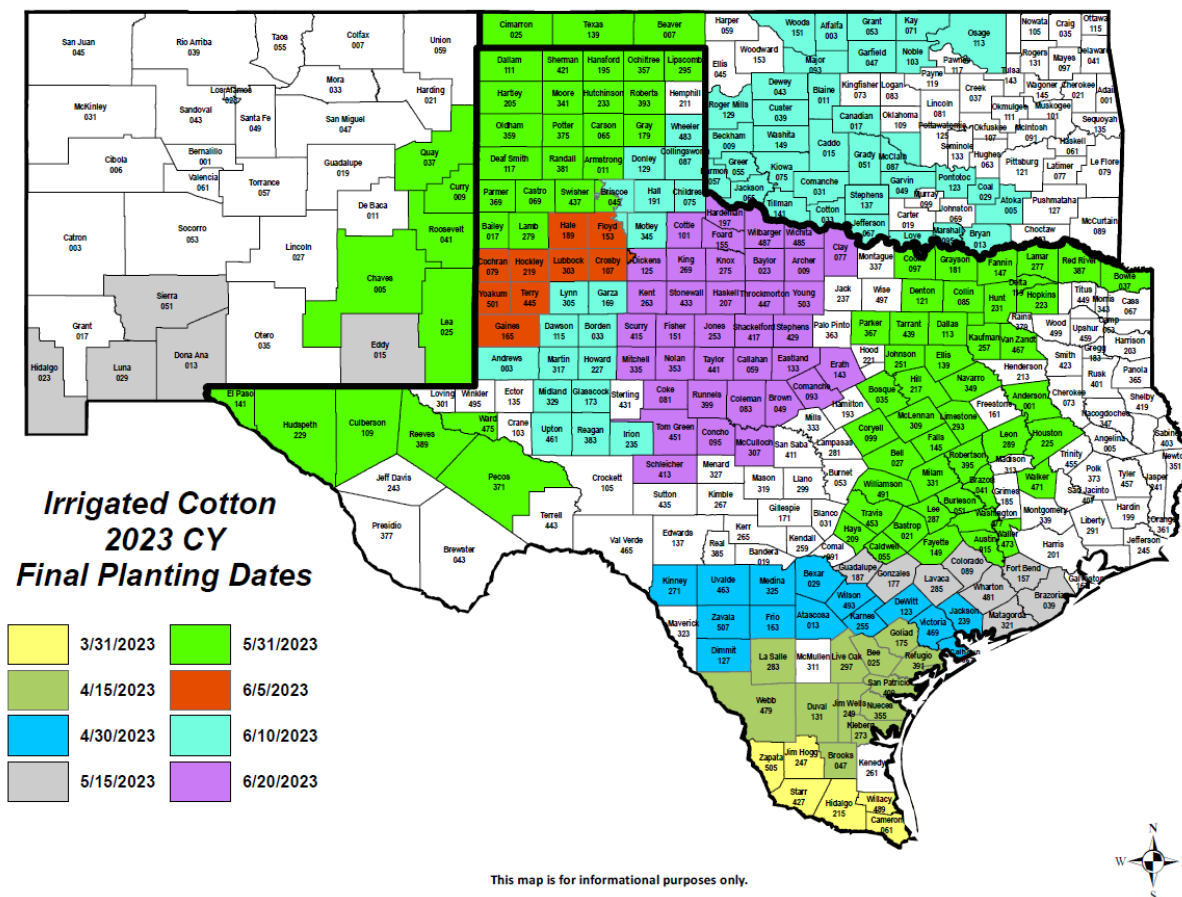 San Juan
045
Rio Arriba
039
Taos
055
Colfax
007
Union
059
McKinley
031
Sandoval
043
Los Alamos
Santa Fe
049
Mora
033
Harding
021
San Miguel
047
Cibola
006
Bernalillo
001
Valencia
061
Torrance
057
Guadalupe
019
Quay
037
Curry
009
De Baca
011
Roosevelt
041
Catron
003
Socorro
053
Lincoln
027
Chaves
005
Lea
025
Sierra
051
Grant
017
Otero
035
Eddy
015
Hidalgo
023
Luna
029
Dona Ana
013
Cimarron
025
Texas
139
Beaver
007
Harper
059
Woods
151
Alfalfa
003
Grant
053
Kay
071
Osage
113
Nowata
105
Craig
035
Ottawa
115
Ellis
045
Woodward
153
Major
093
Garfield
047
Noble
103
Pawnee
Rogers
131
Mayes
097
Delaware
041
Tulsa
143
Payne
119
Roger Mills
129
Dewey
043
Custer
039
Blaine
011
Kingfisher
073
Logan
083
Lincoln
081
Creek
037
Wagoner
145
Cherokee
021
Adair
001
Okmulgee
111
Muskogee
101
Sequoyah
135
Canadian
017
Oklahoma
109
Pottawatomie
125
Okfuskee
107
McIntosh
091
Haskell
061
Beckham
009
Washita
149
Caddo
015
Grady
051
McClain
087
Seminole
133
Hughes
063
Pittsburg
121
Latimer
077
Le Flore
079
Greer
055
Kiowa
075
Harmon
057
Jackson
065
Tillman
141
Comanche
031
Cotton
033
Stephens
137
Garvin
049
Pontotoc
123
Coal
029
Atoka
005
Pushmataha
127
McCurtain
089
Murray
099
Carter
019
Johnston
069
Jefferson
067
Love
Marshall
095
Bryan
013
Choctaw
Dallam
111
Sherman
421
Hansford
195
Ochiltree
357
Lipscomb
295
Hartley
205
Moore
341
Hutchinson
233
Roberts
393
Hemphill
211
Oldham
359
Potter
375
Carson
065
Gray
179
Wheeler
483
Deaf Smith
117
Randall
381
Armstrong
011
Donley
129
Collingsworth
087
Parmer
369
Castro
069
Swisher
437
Briscoe
045
Hall
191
Childress
075
Bailey
017
Lamb
279
Hale
189
Floyd
153
Motley
345
Cottle
101
Hardeman
197
Foard
155
Wilbarger
487
Wichita
485
Clay
077
Montague
337
Cooke
097
Grayson
181
Fannin
147
Lamar
277
Red River
387
Bowie
037
Cochran
079
Hockley
219
Lubbock
303
Crosby
107
Dickens
125
King
269
Knox
275
Baylor
023
Archer
009
Jack
237
Wise
497
Denton
121
Collin
085
Hunt
231
Delta
119
Hopkins
223
Titus
449
Morris
343
Cass
067
Yoakum
501
Terry
445
Lynn
305
Garza
169
Kent
263
Stonewall
433
Haskell
207
Throckmorton
447
Young
503
Rains
379
Wood
499
Camp
063
Upshur
459
Harrison
203
Gaines
165
Dawson
115
Borden
033
Scurry
415
Fisher
151
Jones
253
Shackelford
417
Stephens
429
Palo Pinto
363
Parker
367
Tarrant
439
Dallas
113
Kaufman
257
Van Zandt
467
Gregg
183
Smith
423
Rusk
401
Panola
365
Andrews
003
Martin
317
Howard
227
Mitchell
335
Nolan
353
Taylor
441
Callahan
059
Eastland
133
Erath
143
Hood
221
Johnson
251
Ellis
139
Henderson
213
Cherokee
073
Shelby
419
El Paso
141
Hudspeth
229
Culberson
109
Reeves
389
Loving
301
Winkler
495
Ector
135
Midland
329
Glasscock
173
Sterling
431
Coke
081
Runnels
399
Coleman
083
Brown
049
Comanche
093
Hamilton
193
Bosque
035
Hill
217
Navarro
349
Freestone
161
Anderson
001
Nacogdoches
347
Ward
475
Crane
103
Upton
461
Reagan
383
Irion
235
Tom Green
451
Concho
095
McCulloch
307
Mills
333
San Saba
411
Lampasas
281
Coryell
099
McLennan
309
Limestone
293
Leon
289
Houston
225
Angelina
005
Sabine
403
Newton
351
Jeff Davis
243
Pecos
371
Crockett
105
Schleicher
413
Menard
327
Mason
319
Llano
299
Burnet
053
Bell
027
Falls
145
Robertson
395
Madison
313
Trinity
455
Polk
373
Tyler
457
Jasper
241
Presidio
377
Brewster
043
Terrell
443
Sutton
435
Kimble
267
Gillespie
171
Blanco
031
Williamson
491
Milam
331
Brazos
041
Grimes
185
Walker
471
San Jacinto
407
Hardin
199
Orange
361
Val Verde
465
Edwards
137
Real
385
Kerr
265
Bandera
019
Kendall
259
Comal
091
Hays
209
Travis
453
Bastrop
021
Lee
287
Burleson
051
Washington
477
Waller
473
Montgomery
339
Liberty
291
Jefferson
245
Caldwell
055
Fayette
149
Austin
015
Harris
201
Kinney
271
Uvalde
463
Medina
325
Bexar
029
Guadalupe
187
Gonzales
177
Lavaca
285
Colorado
089
Fort Bend
157
Galveston
Wharton
481
Brazoria
039
Maverick
323
Zavala
507
Frio
163
Atascosa
013
Wilson
493
Karnes
255
DeWitt
123
Victoria
469
Jackson
239
Matagorda
321
Dimmit
127
La Salle
283
McMullen
311
Live Oak
297
Bee
025
Goliad
175
Refugio
391
Calhoun
Webb
479
Duval
131
Jim Wells
249
San Patricio
409
Nueces
355
Kleberg
273
Zapata
505
Jim Hogg
247
Brooks
047
Kenedy
261
Starr
427
Hidalgo
215
Willacy
489
Cameron
061
Irrigated Cotton
2023 CY
Final Planting Dates
3/31/2023
5/31/2023
4/15/2023
6/5/2023
4/30/2023
6/10/2023
5/15/2023
6/20/2023
This map is for informational purposes only.
N
W
E
S